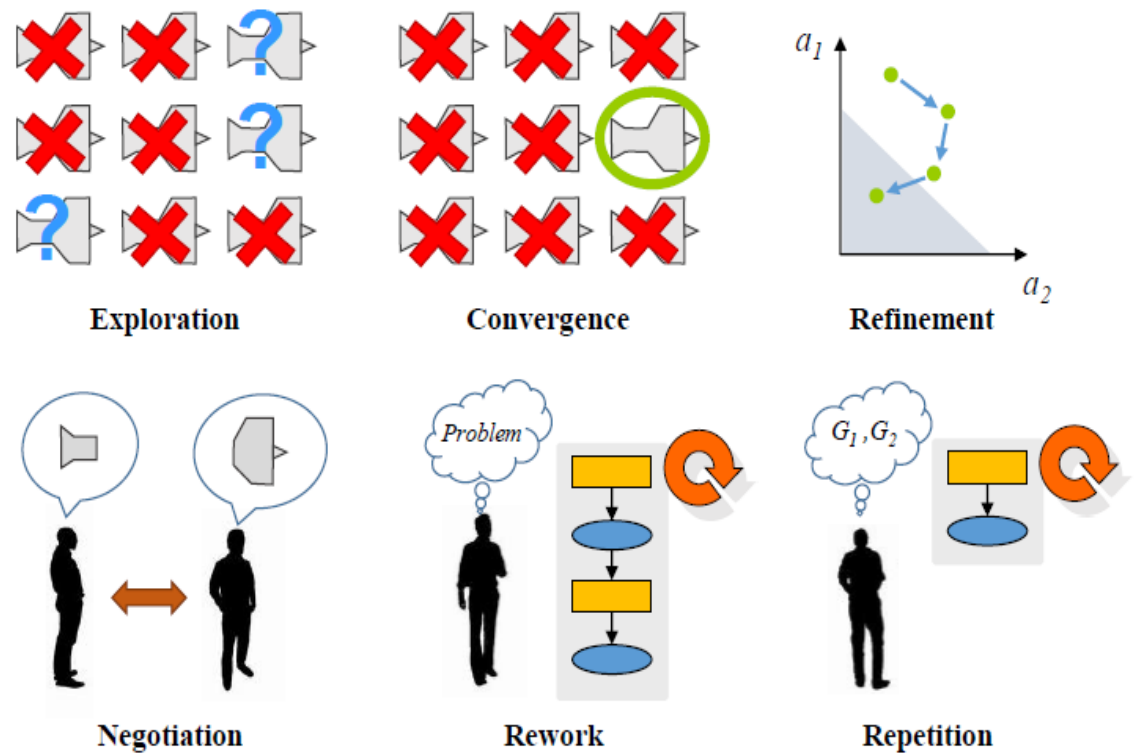 ? 
?
?
a1
a2
Exploration
Convergence
Refinement
Problem
G1 ,G2
Negotiation
Rework
Repetition